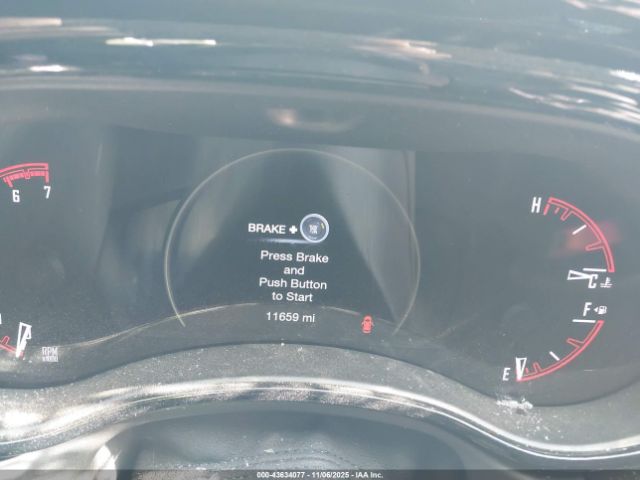 6 7
H
BRAKE +
Press Brake
and
Push Button
to Start
C
F
11659 mi
RPM
E
------------ 43634077 ------------ 11/06/2025 ------------ IAA Inc.